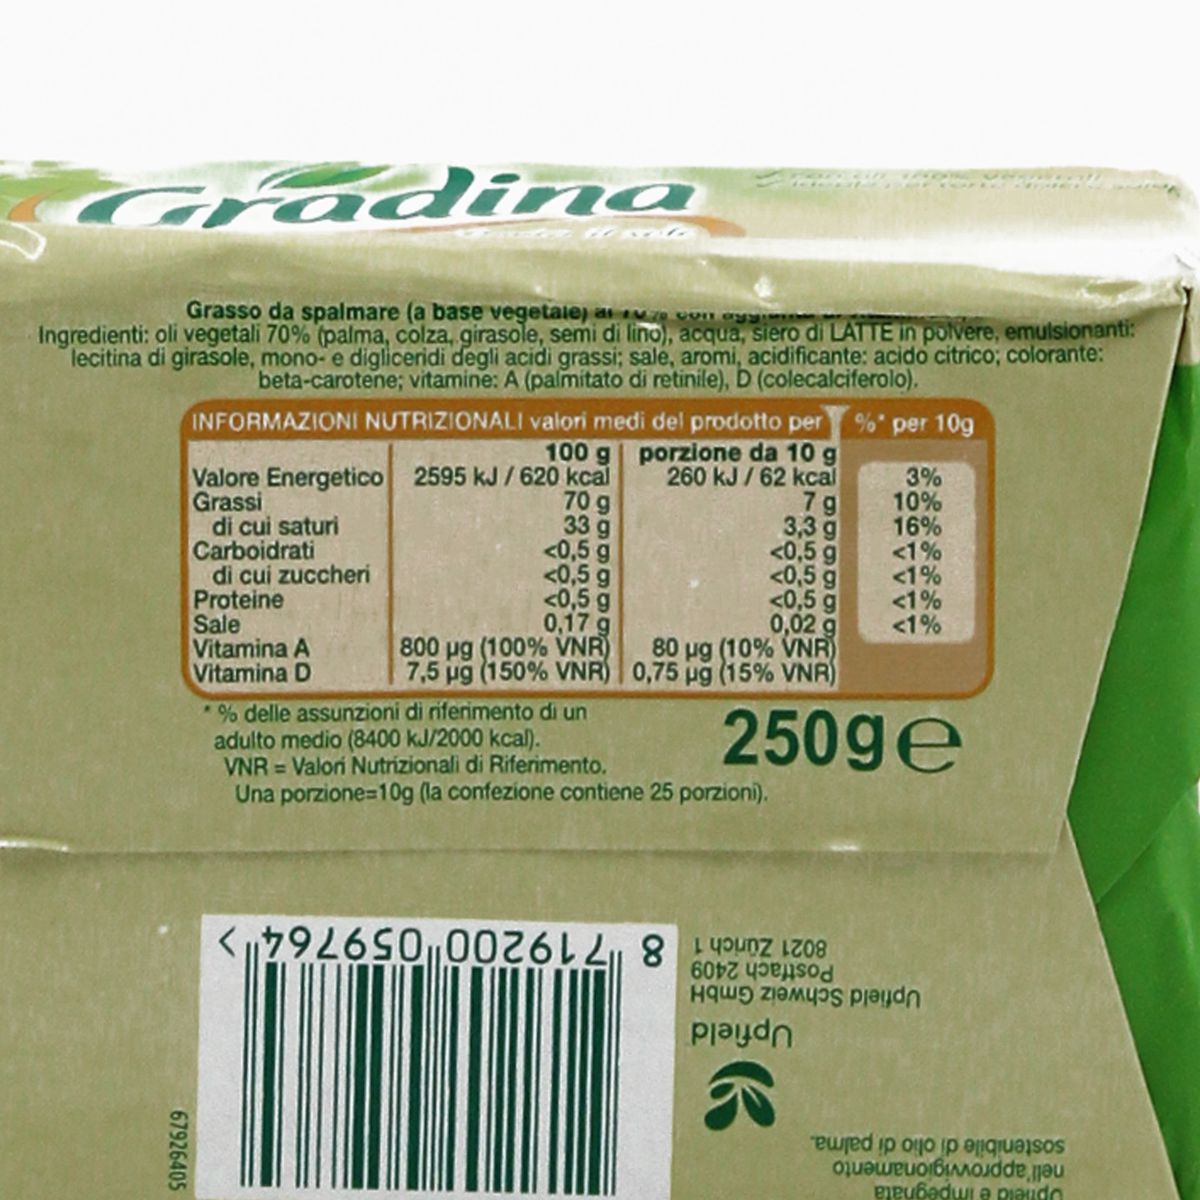 Gradina
Grasso da spalmare (a base vegetale) al 70% con
Ingredienti: oli vegetali 70% (palma, colza, girasole, semi di lino), acqua, siero di LATTE in polvere, emulsionanti:
lecitina di girasole, mono- e digliceridi degli acidi grassi; sale, aromi, acidificante: acido citrico; colorante:
beta-carotene; vitamine: A (palmitato di retinile), D (colecalciferolo).
INFORMAZIONI NUTRIZIONALI valori medi del prodotto per %* per 10g
100 g porzione da 10 g
Valore Energetico 2595 kJ / 620 kcal 260 kJ / 62 kcal 3%
Grassi 70 g 7 g 10%
di cui saturi 33 g 3,3 g 16%
Carboidrati <0,5 g <0,5 g <1%
di cui zuccheri <0,5 g <0,5 g <1%
Proteine <0,5 g <0,5 g <1%
Sale 0,17 g 0,02 g <1%
Vitamina A 800 µg (100% VNR) 80 µg (10% VNR)
Vitamina D 7,5 µg (150% VNR) 0,75 µg (15% VNR)
* % delle assunzioni di riferimento di un
adulto medio (8400 kJ/2000 kcal).
VNR = Valori Nutrizionali di Riferimento.
Una porzione=10g (la confezione contiene 25 porzioni).
250g e
Upfield è impegnata
nell'approvvigionamento
sostenibile di olio di palma.
Upfield
Upfield Schweiz GmbH
Postfach 2409
8021 Zürich 1
8 719200 059764 >
67926405